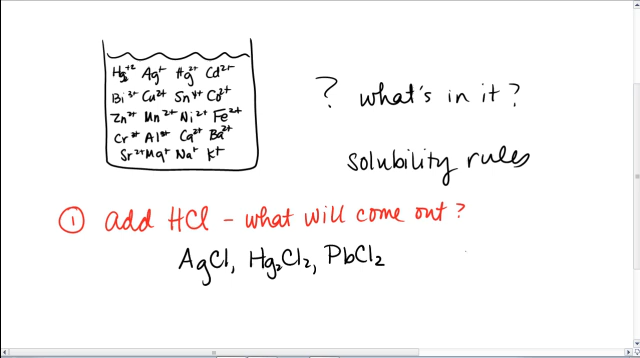 Hg₂⁺² Ag⁺ Hg²⁺ Cd²⁺
Bi³⁺ Cu²⁺ Sn⁴⁺ Co²⁺
Zn²⁺ Mn²⁺ Ni²⁺ Fe²⁺
Cr³⁺ Al³⁺ Ca²⁺ Ba²⁺
Sr²⁺ Mg⁺ Na⁺ K⁺
? what's in it?
solubility rules
① add HCl - what will come out?
AgCl, Hg₂Cl₂, PbCl₂